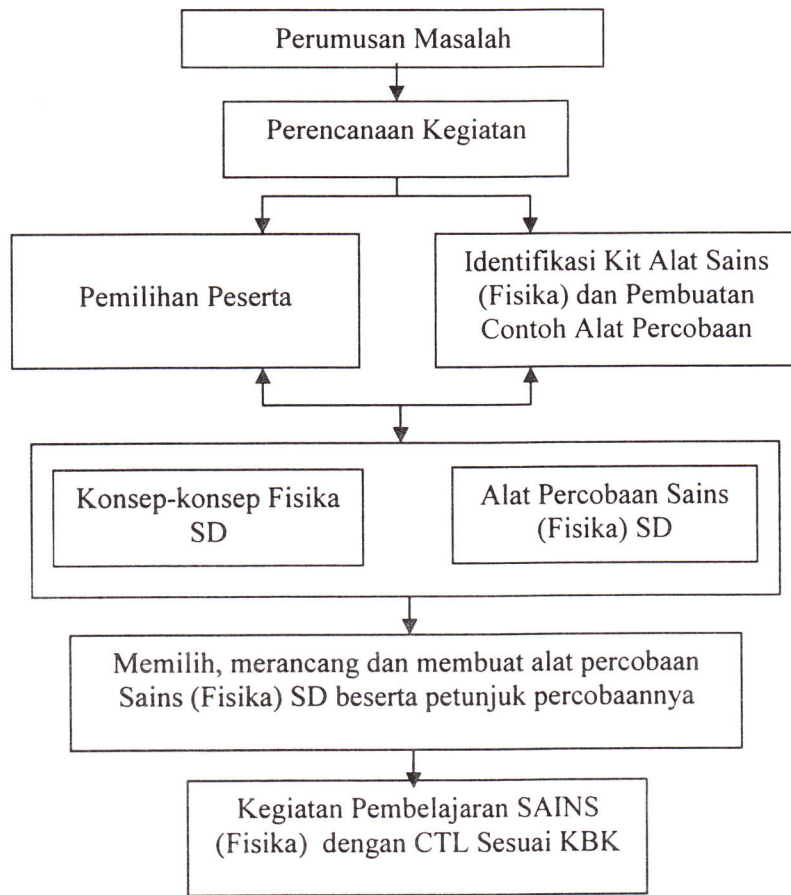 Perumusan Masalah
Perencanaan Kegiatan
Pemilihan Peserta
Identifikasi Kit Alat Sains
(Fisika) dan Pembuatan
Contoh Alat Percobaan
Konsep-konsep Fisika
SD
Alat Percobaan Sains
(Fisika) SD
Memilih, merancang dan membuat alat percobaan
Sains (Fisika) SD beserta petunjuk percobaannya
Kegiatan Pembelajaran SAINS
(Fisika) dengan CTL Sesuai KBK